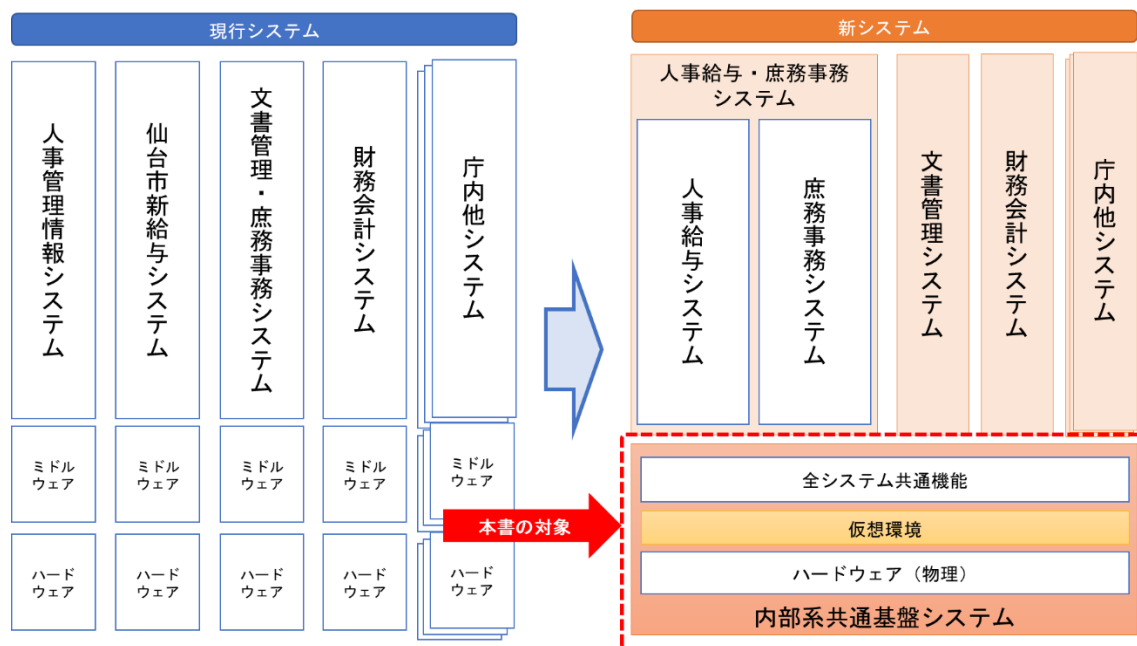 現行システム
人事管理情報システム
仙台市新給与システム
文書管理・庶務事務システム
財務会計システム
庁内他システム
ミドル
ウェア
ミドル
ウェア
ミドル
ウェア
ミドル
ウェア
ミドル
ウェア
ハード
ウェア
ハード
ウェア
ハード
ウェア
ハード
ウェア
ハード
ウェア
本書の対象
新システム
人事給与・庶務事務
システム
人事給与システム
庶務事務システム
文書管理システム
財務会計システム
庁内他システム
全システム共通機能
仮想環境
ハードウェア（物理）
内部系共通基盤システム